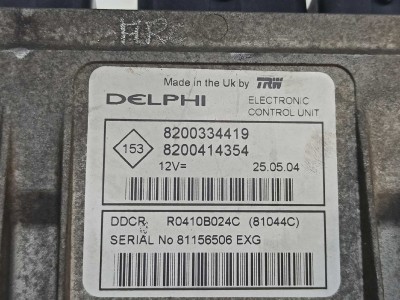 Made in the Uk by TRW
DELPHI ELECTRONIC
CONTROL UNIT
153
8200334419
8200414354
12V= 25.05.04
DDCR R0410B024C (81044C)
SERIAL No 81156506 EXG